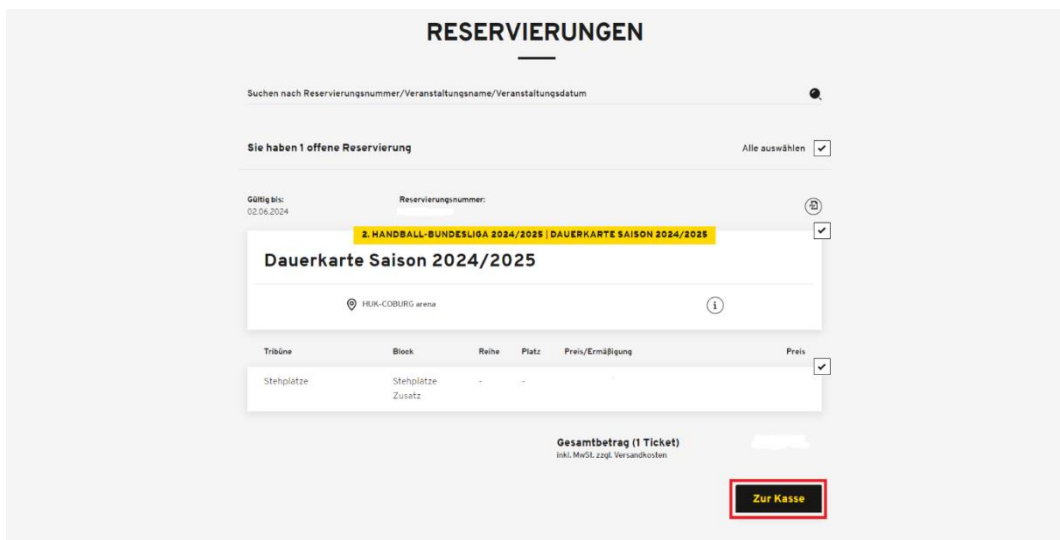 RESERVIERUNGEN
Suchen nach Reservierungsnummer/Veranstaltungsname/Veranstaltungsdatum
Sie haben 1 offene Reservierung Alle auswählen
Gültig bis: Reservierungsnummer:
02.06.2024
2. HANDBALL-BUNDESLIGA 2024/2025 | DAUERKARTE SAISON 2024/2025
Dauerkarte Saison 2024/2025
HUK-COBURG arena
Tribüne Block Reihe Platz Preis/Ermäßigung Preis
Stehplätze Stehplätze - -
Zusatz
Gesamtbetrag (1 Ticket)
inkl. MwSt. zzgl. Versandkosten
Zur Kasse